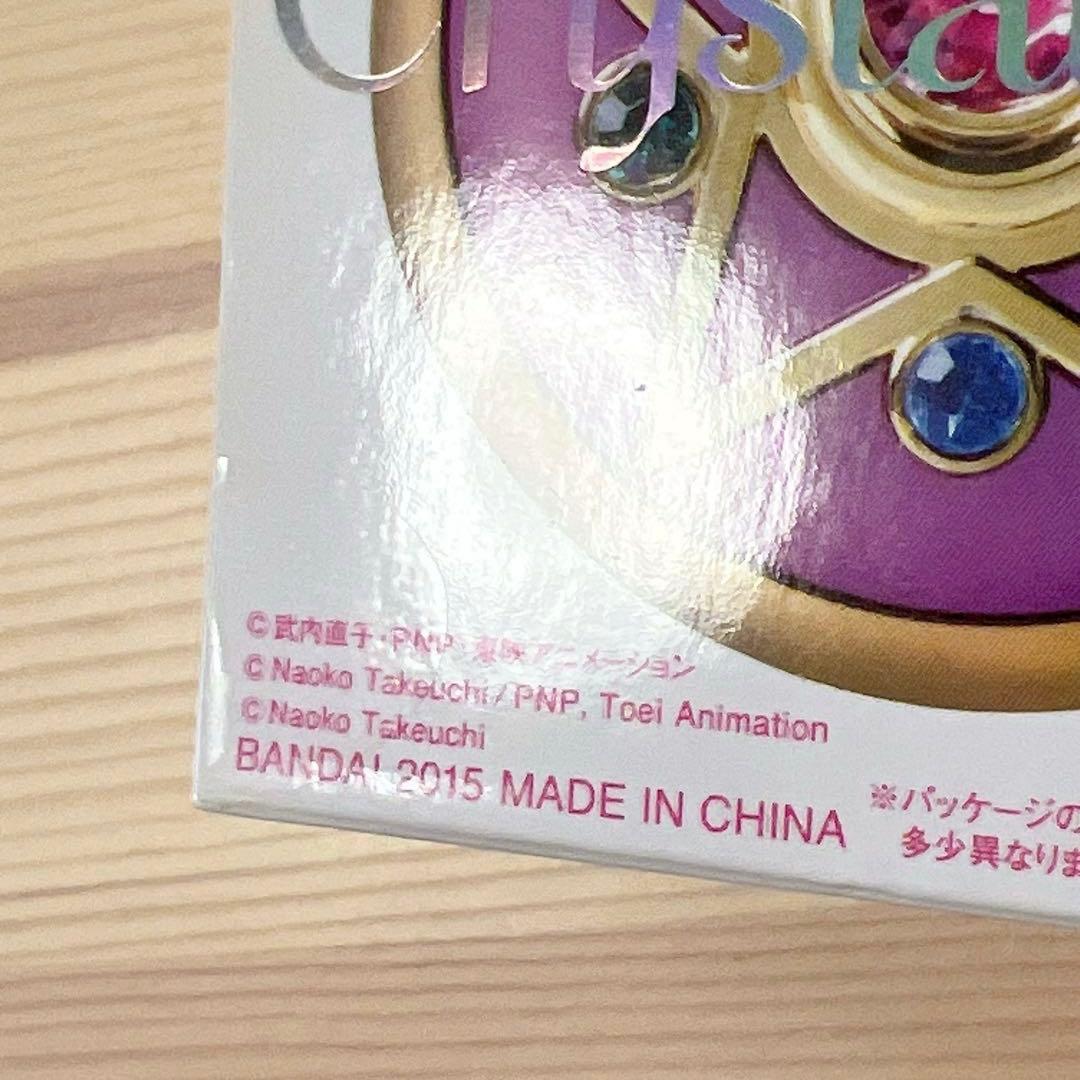 Crysta
©武内直子・PNP・東映アニメーション
© Naoko Takeuchi / PNP, Toei Animation
© Naoko Takeuchi
BANDAI 2015 MADE IN CHINA
※パッケージの
多少異なりま